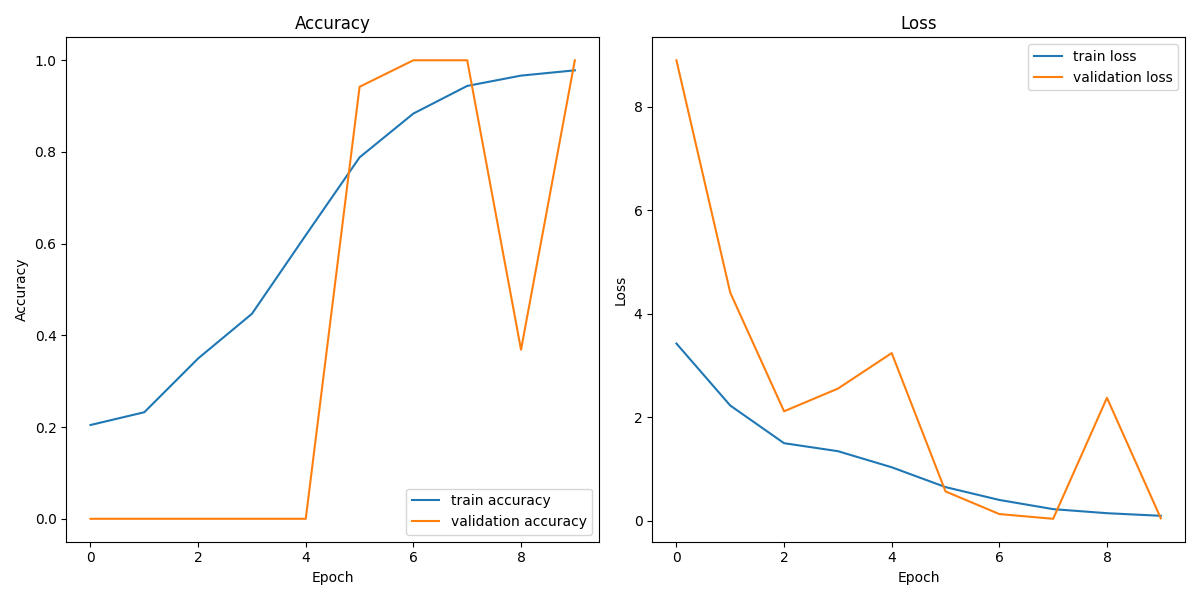 Accuracy
1.0
0.8
0.6
0.4
0.2
0.0
Accuracy
train accuracy
validation accuracy
0 2 4 6 8
Epoch
Loss
train loss
validation loss
8
6
4
2
0
Loss
0 2 4 6 8
Epoch